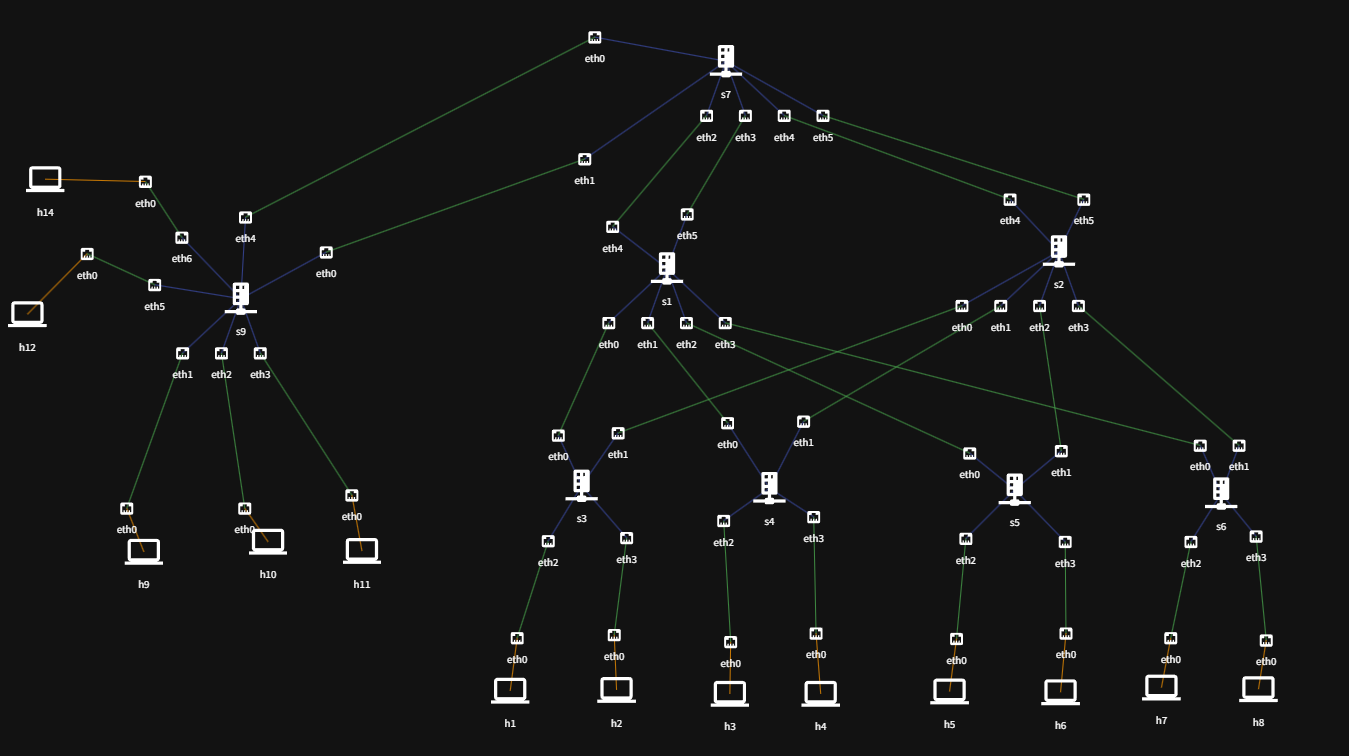 eth0
s7
eth2 eth3 eth4 eth5
eth1
eth0
h14
eth4 eth5
eth4
eth5
eth6
eth4
eth0
eth0
s2
eth5
s1
s9
h12
eth0 eth1 eth2 eth3
eth0 eth1 eth2 eth3
eth1 eth2 eth3
eth0
eth1
eth0
eth1
eth0
eth1
eth0
eth1
eth0
s3
s4
s5
s6
eth0
eth0
eth2
eth3
eth2
eth3
eth2
eth3
eth2
eth3
h9
h10
h11
eth0
eth0
eth0
eth0
eth0
eth0
eth0
eth0
h1
h2
h3
h4
h5
h6
h7
h8